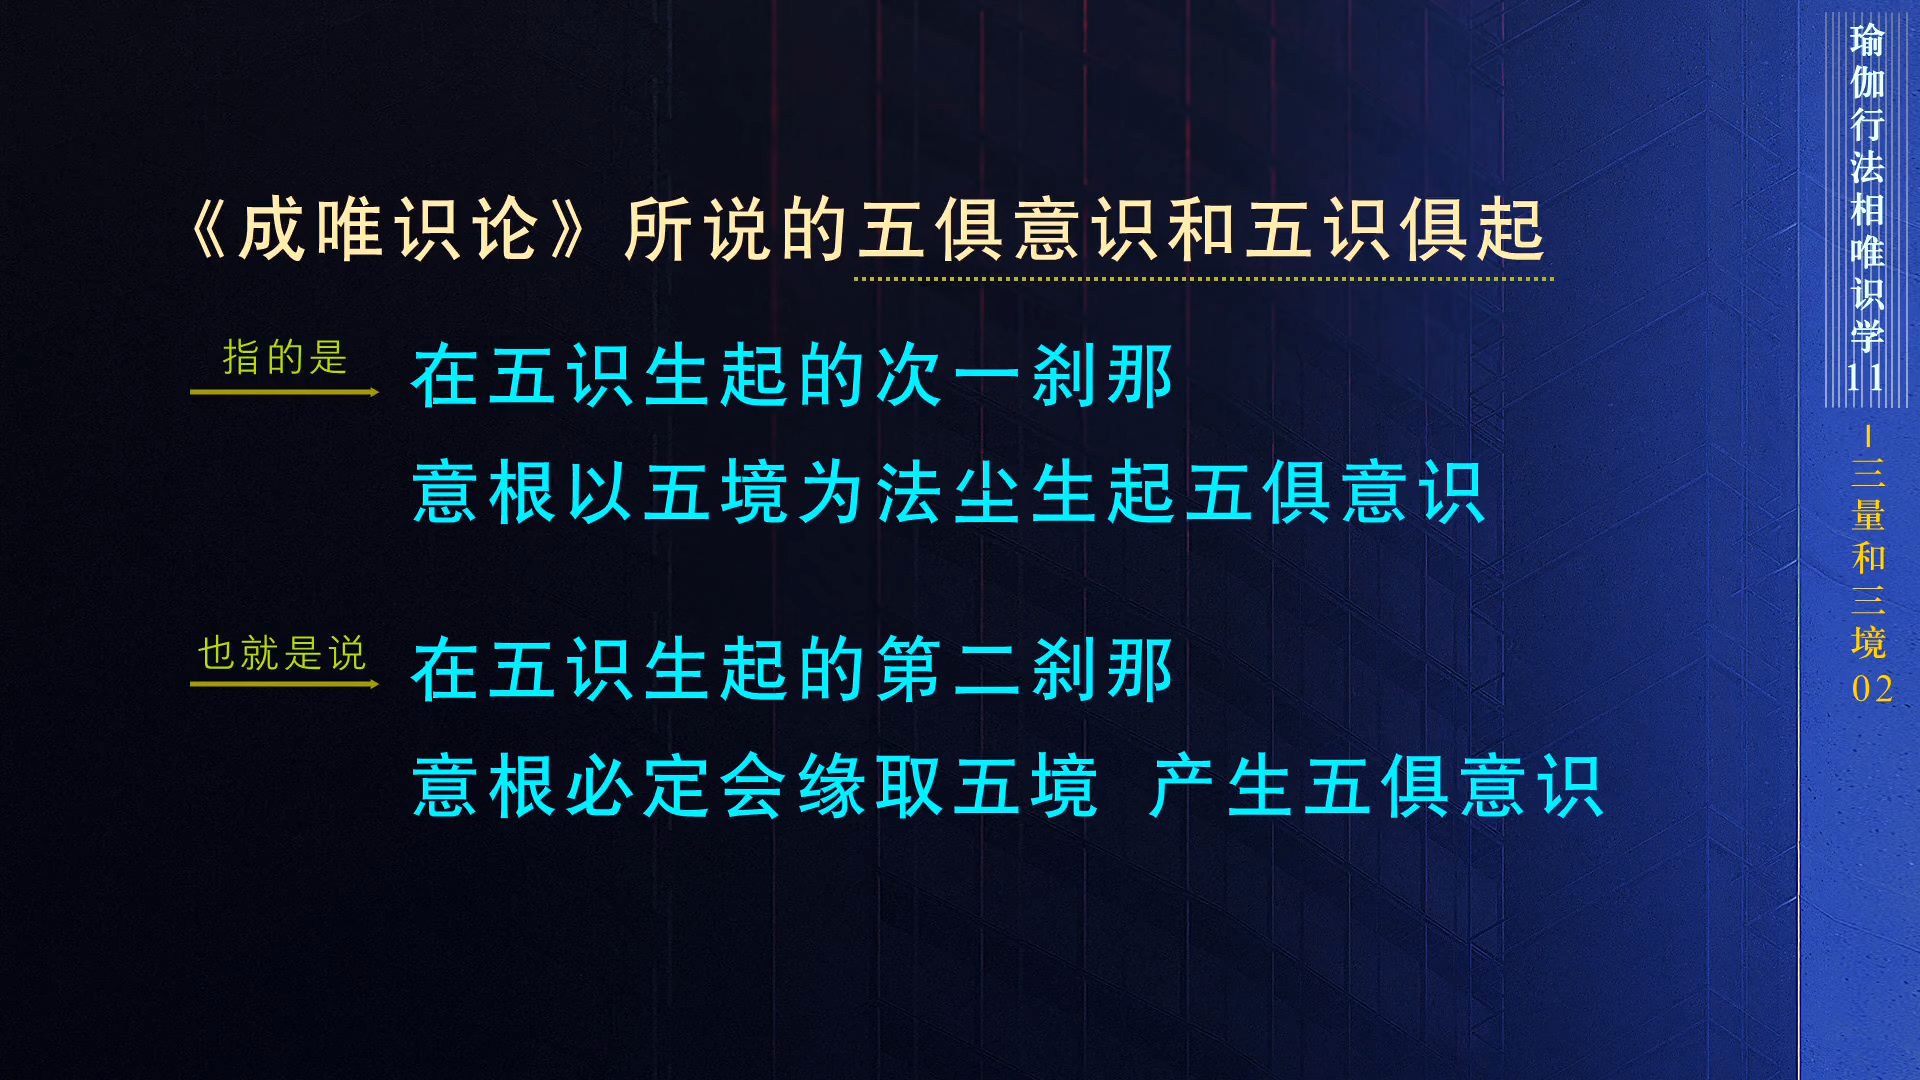 《成唯识论》所说的五俱意识和五识俱起
指的是
在五识生起的次一刹那
意根以五境为法尘生起五俱意识
也就是说
在五识生起的第二刹那
意根必定会缘取五境 产生五俱意识
瑜伽行法相唯识学11
-三量和三境02